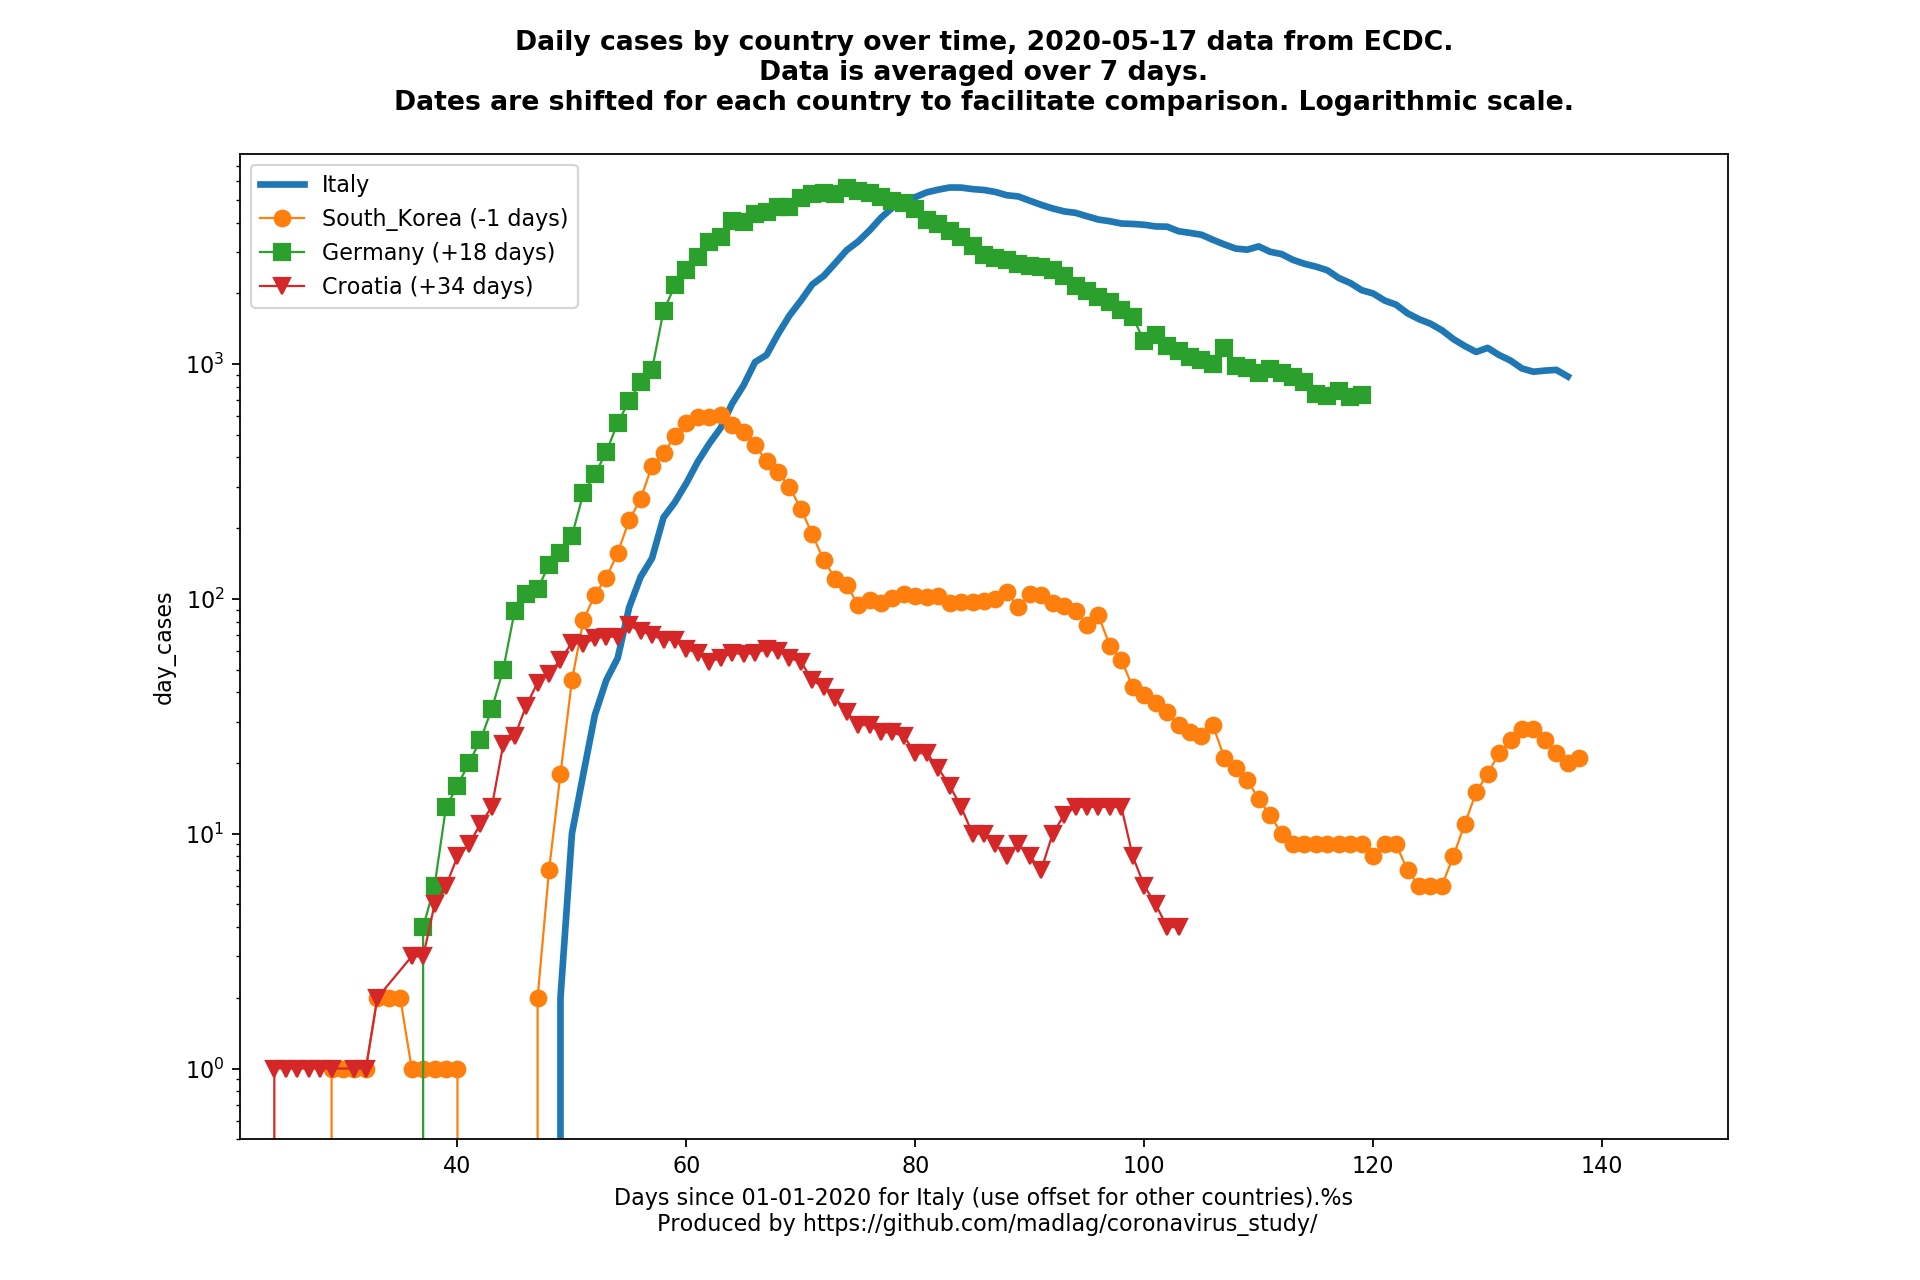 Daily cases by country over time, 2020-05-17 data from ECDC.
Data is averaged over 7 days.
Dates are shifted for each country to facilitate comparison. Logarithmic scale.
Italy
South_Korea (-1 days)
Germany (+18 days)
Croatia (+34 days)
day_cases
10³
10²
10¹
10⁰
40 60 80 100 120 140
Days since 01-01-2020 for Italy (use offset for other countries).%s
Produced by https://github.com/madlag/coronavirus_study/